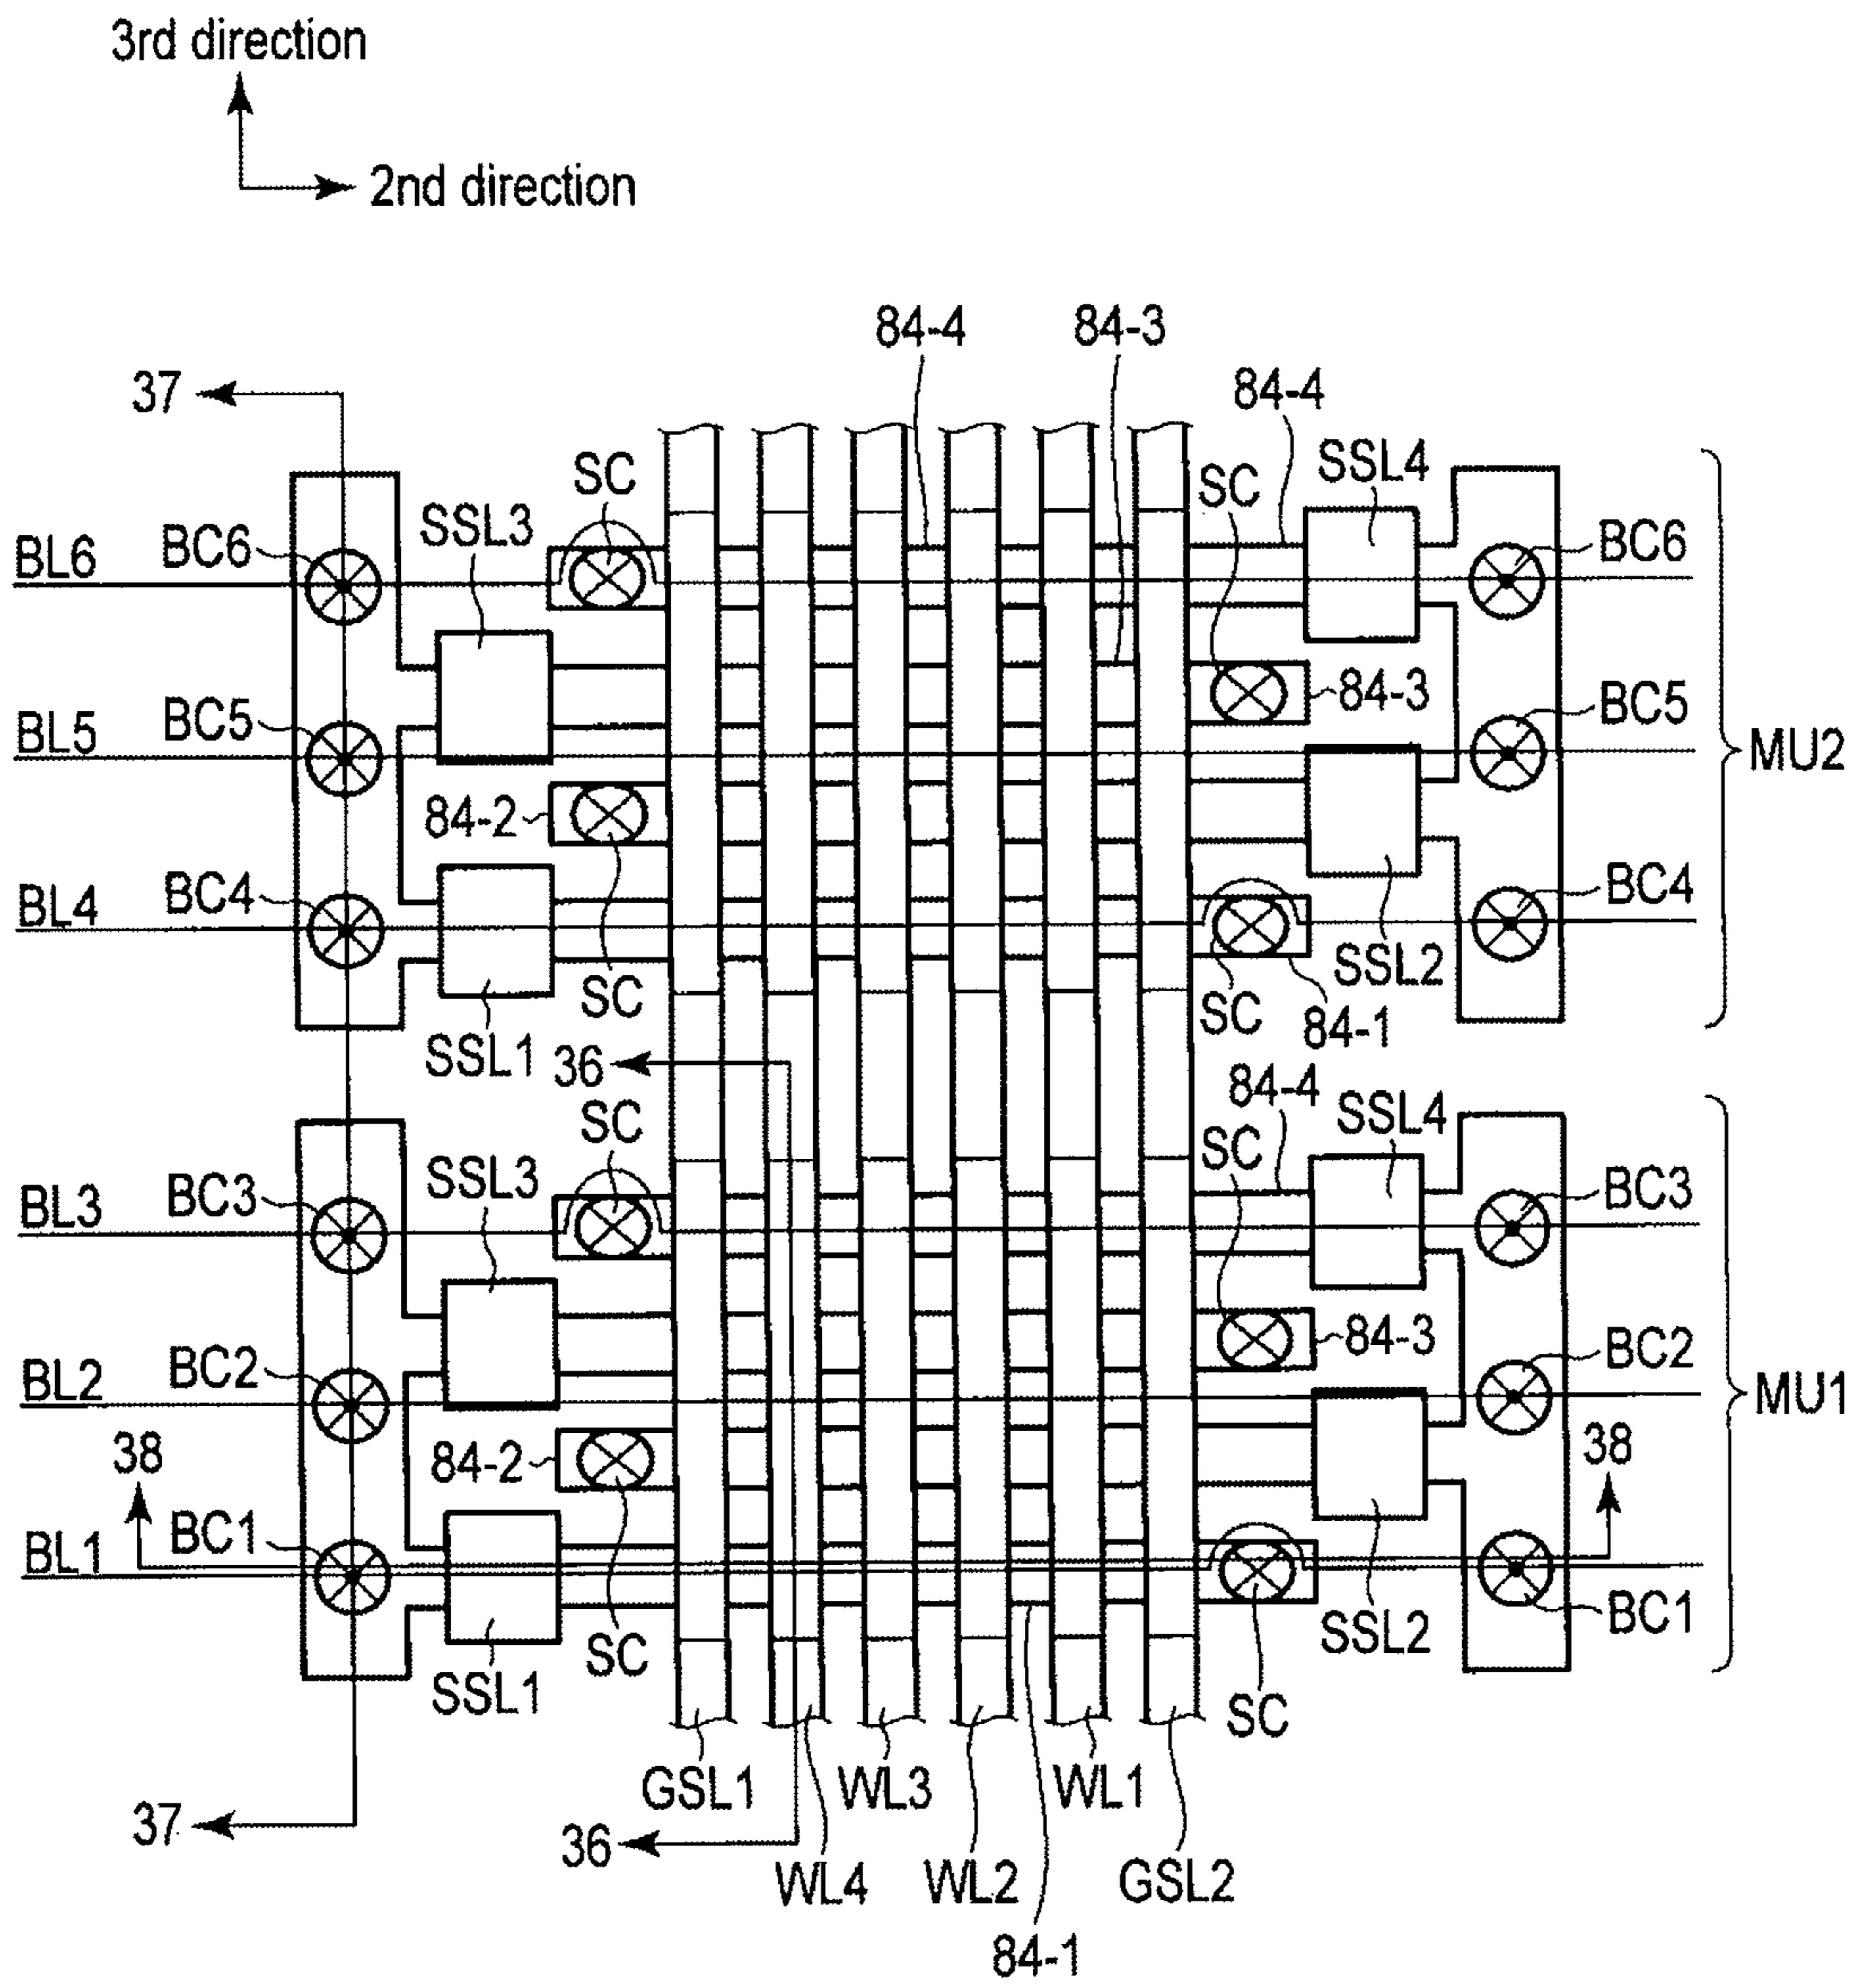 3rd direction
2nd direction
84-4
84-3
37
84-4
SC
SSL4
SC
SSL3
BL6
BC6
BC6
84-3
BL5
BC5
BC5
MU2
84-2
BL4
BC4
BC4
SC
SSL2
SC
84-1
SSL1
36
84-4
SC
SSL4
SC
SSL3
BL3
BC3
BC3
84-3
BL2
BC2
BC2
MU1
38
84-2
38
BL1
BC1
BC1
SSL2
SC
SSL1
SC
GSL1
WL3
WL1
37
36
WL4
WL2
GSL2
84-1